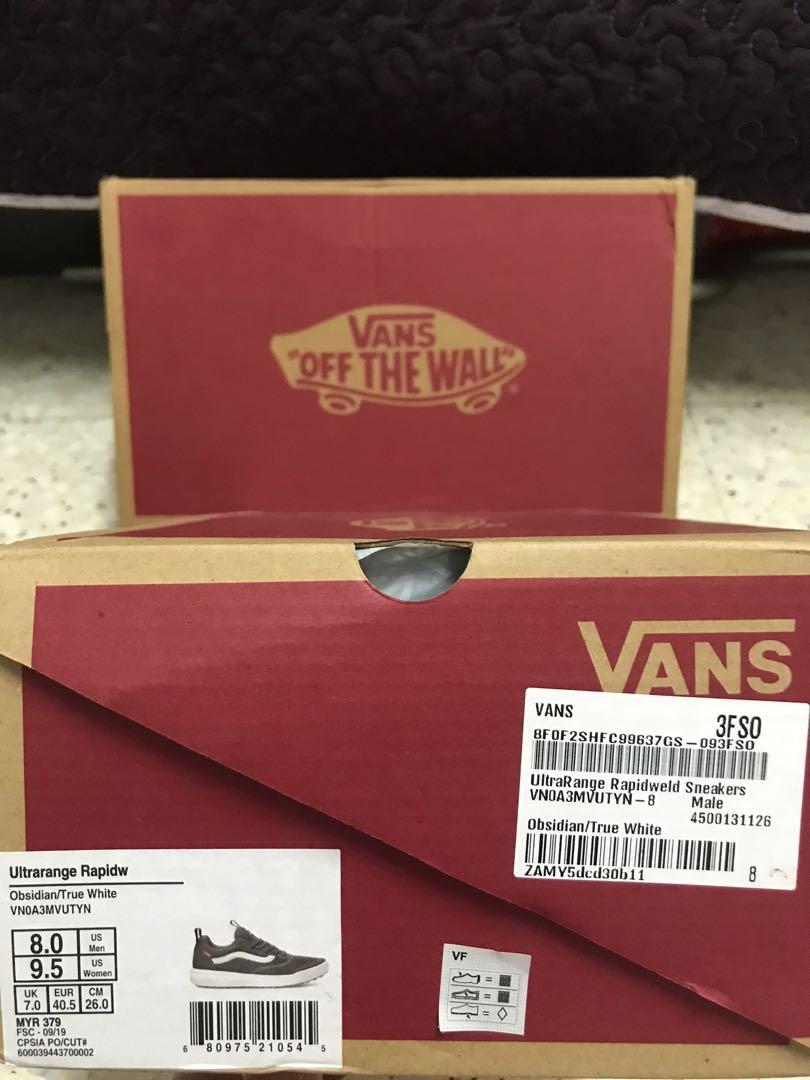 VANS
"OFF THE WALL"
VANS
VANS
3FS0
8F0F2SHFC99637GS-093FS0
UltraRange Rapidweld Sneakers
VN0A3MVUTYN-8 Male
4500131126
Obsidian/True White
ZAMY5dcd30b11 8
Ultrarange Rapidw
Obsidian/True White
VN0A3MVUTYN
8.0 US Men
9.5 US Women
UK 7.0 EUR 40.5 CM 26.0
MYR 379
FSC - 09/19
CPSIA PO/CUT#
600039443700002
6 80975 21054 5
VF
= 
= 
= ◇